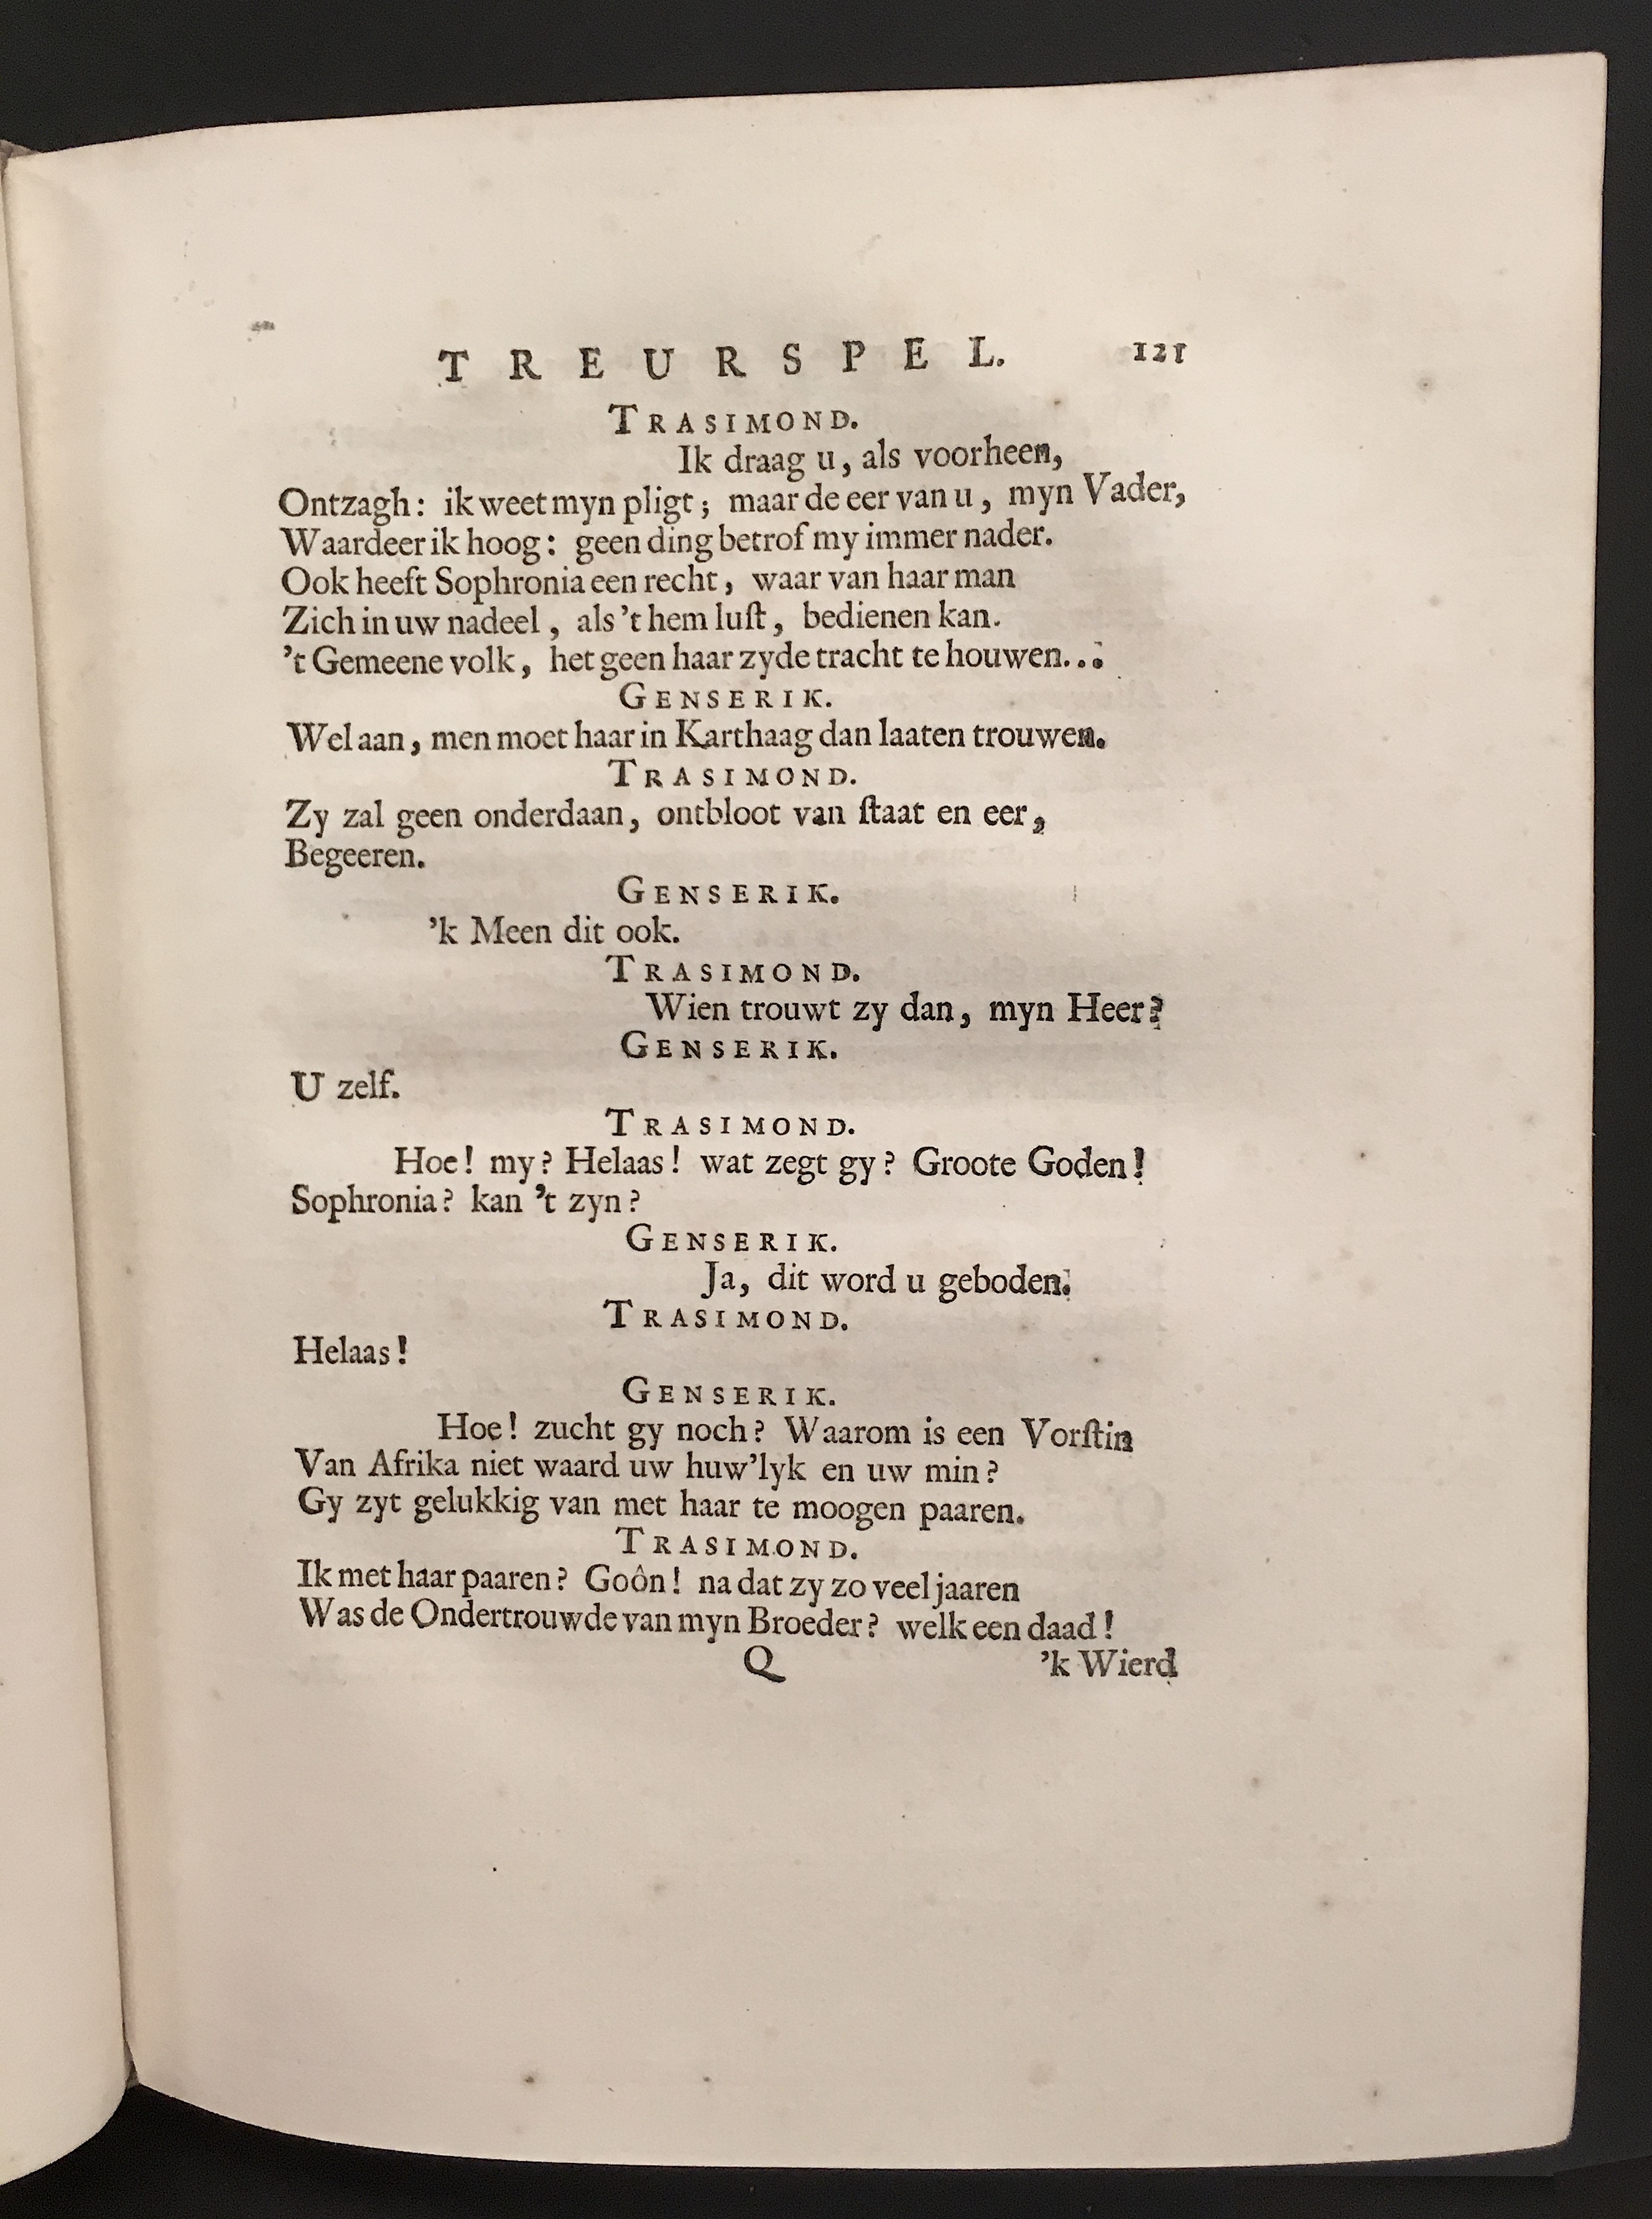 TREURSPEL. 121
TRASIMOND.
Ik draag u, als voorheen,
Ontzagh: ik weet myn pligt; maar de eer van u, myn Vader,
Waardeer ik hoog: geen ding betrof my immer nader.
Ook heeft Sophronia een recht, waar van haar man
Zich in uw nadeel, als 't hem luſt, bedienen kan.
't Gemeene volk, het geen haar zyde tracht te houwen...
GENSERIK.
Wel aan, men moet haar in Karthaag dan laaten trouwen.
TRASIMOND.
Zy zal geen onderdaan, ontbloot van ſtaat en eer,
Begeeren.
GENSERIK.
'k Meen dit ook.
TRASIMOND.
Wien trouwt zy dan, myn Heer?
GENSERIK.
U zelf.
TRASIMOND.
Hoe! my? Helaas! wat zegt gy? Groote Goden!
Sophronia? kan 't zyn?
GENSERIK.
Ja, dit word u geboden.
TRASIMOND.
Helaas!
GENSERIK.
Hoe! zucht gy noch? Waarom is een Vorſtin
Van Afrika niet waard uw huw'lyk en uw min?
Gy zyt gelukkig van met haar te moogen paaren.
TRASIMOND.
Ik met haar paaren? Goôn! na dat zy zo veel jaaren
Was de Ondertrouwde van myn Broeder? welk een daad!
Q 'k Wierd